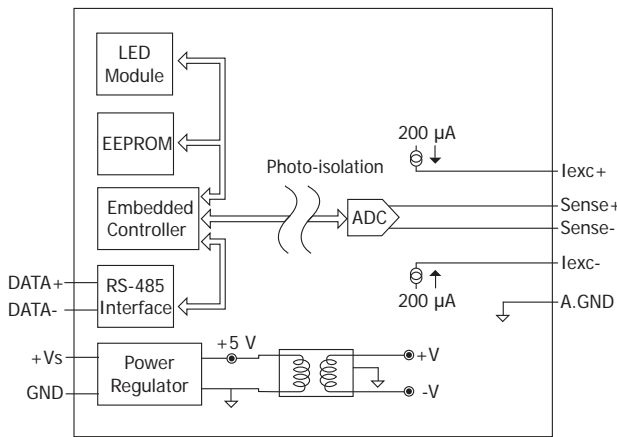 LED
Module
EEPROM
Embedded
Controller
RS-485
Interface
Power
Regulator
DATA+
DATA-
+Vs
GND
Photo-isolation
ADC
200 µA
200 µA
Iexc+
Sense+
Sense-
Iexc-
A.GND
+5 V
+V
-V